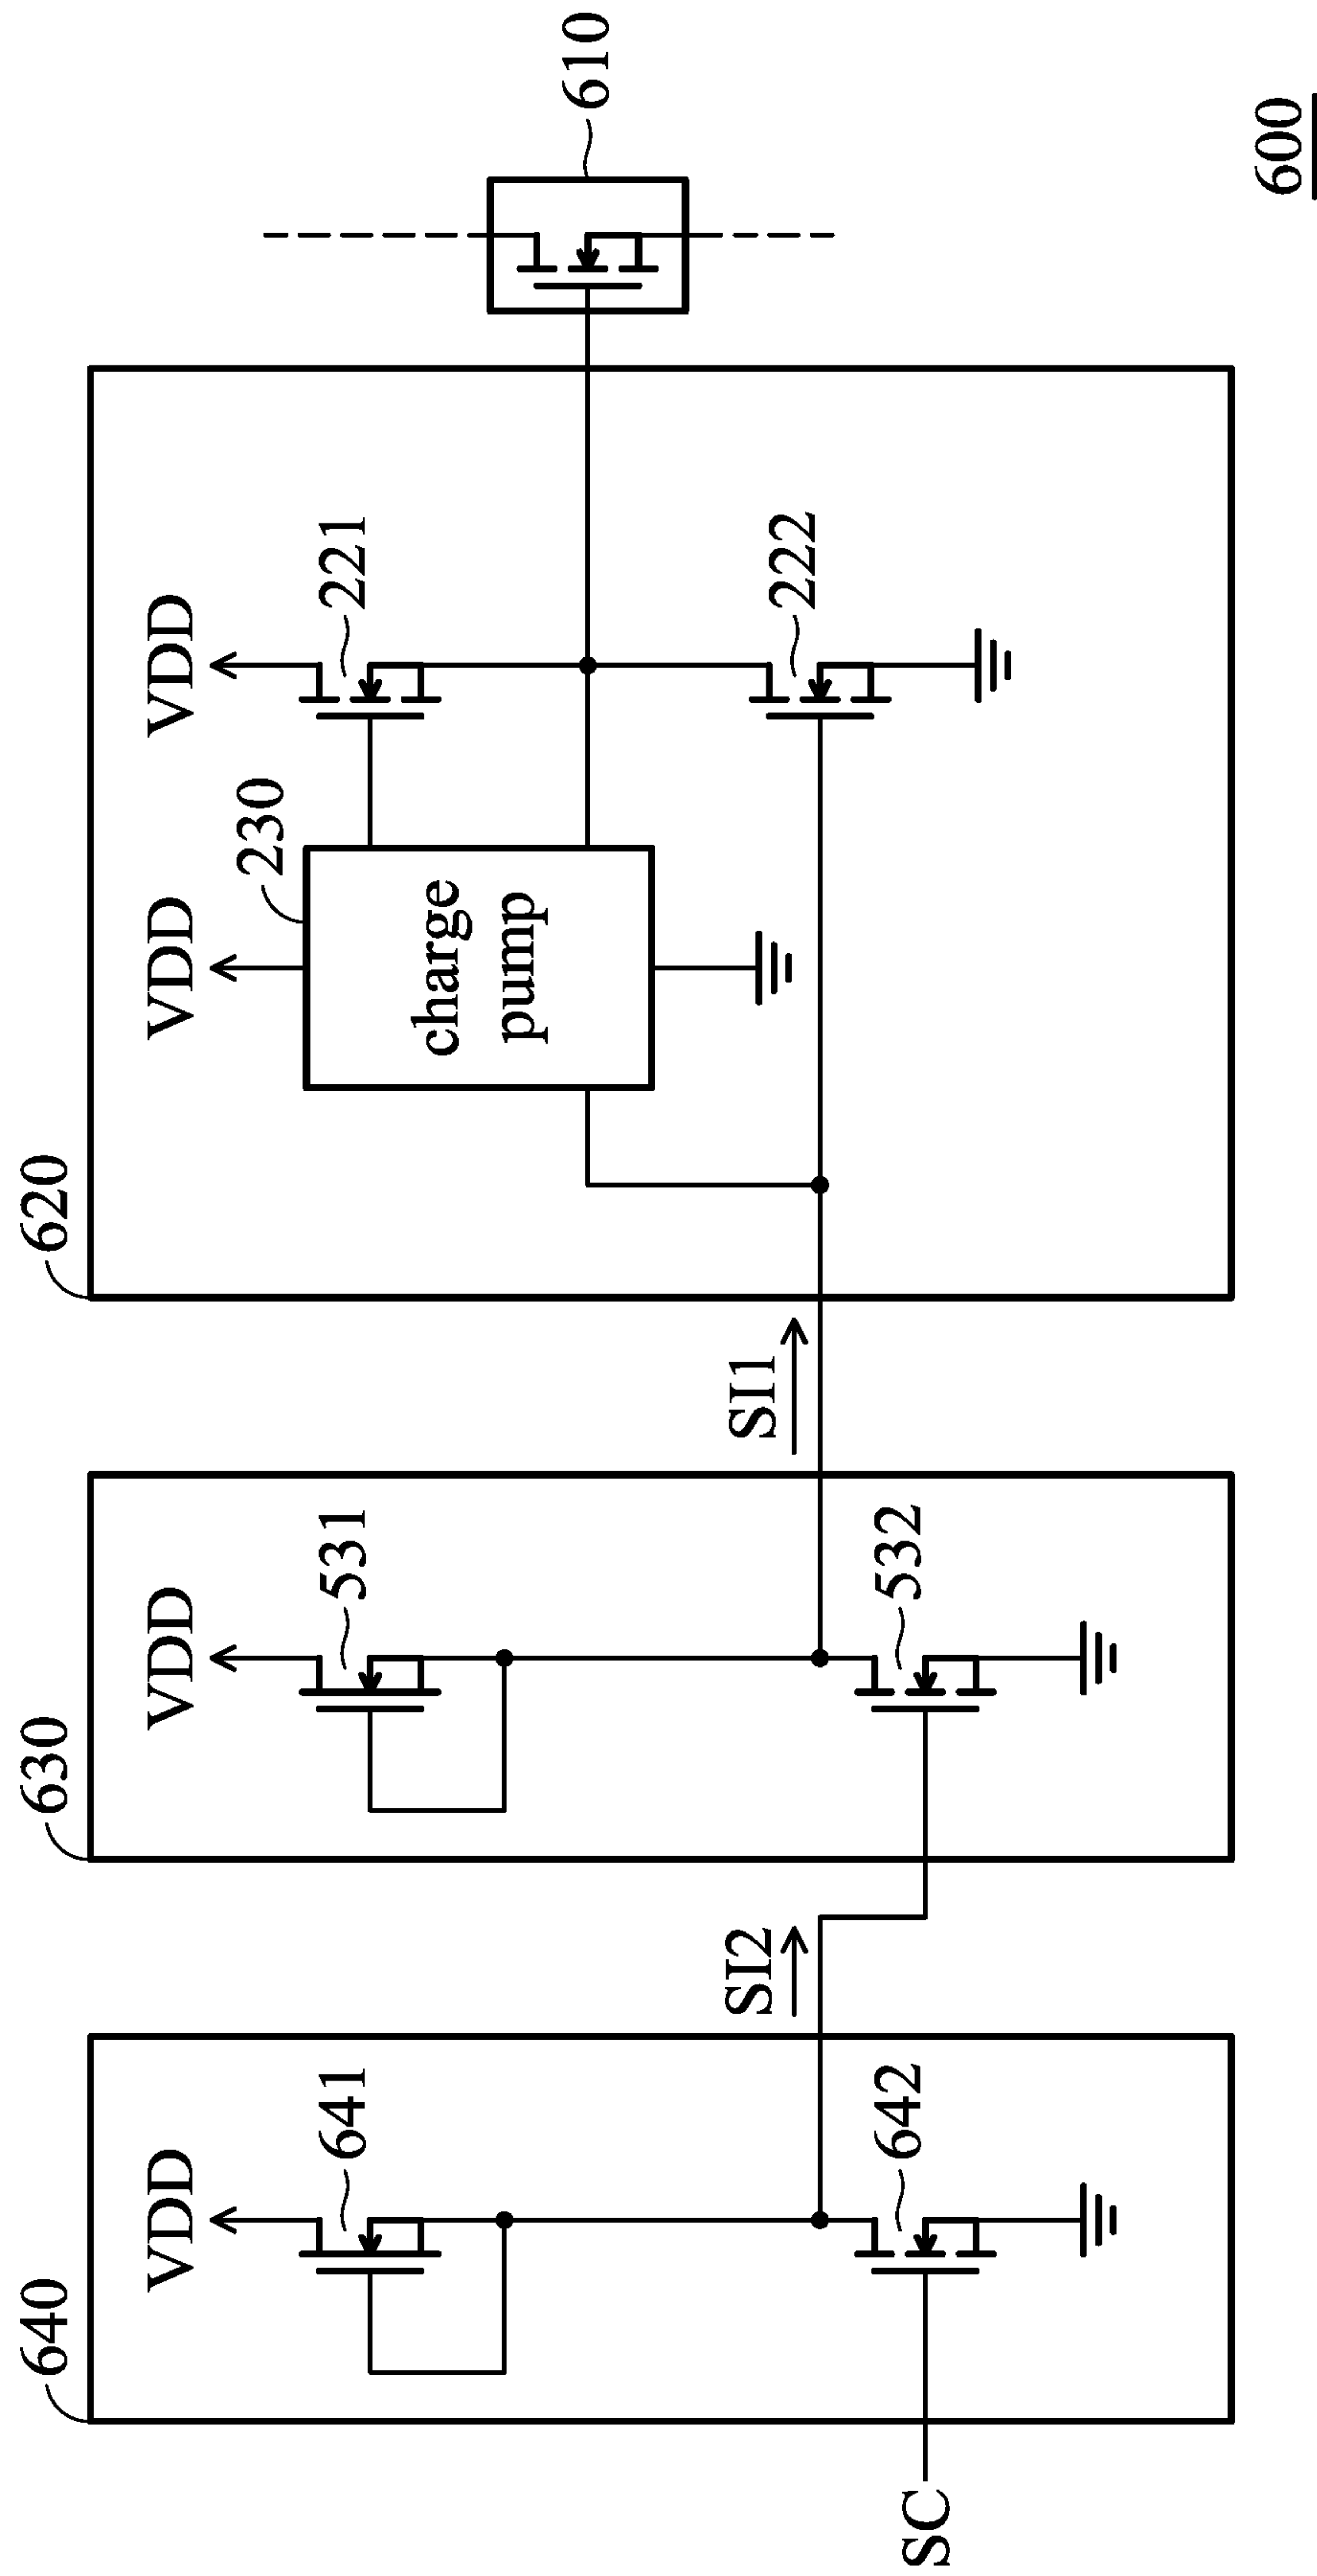 640
VDD
641
642
SC
SI2
630
VDD
531
532
SI1
620
VDD
230
charge
pump
VDD
221
222
610
600